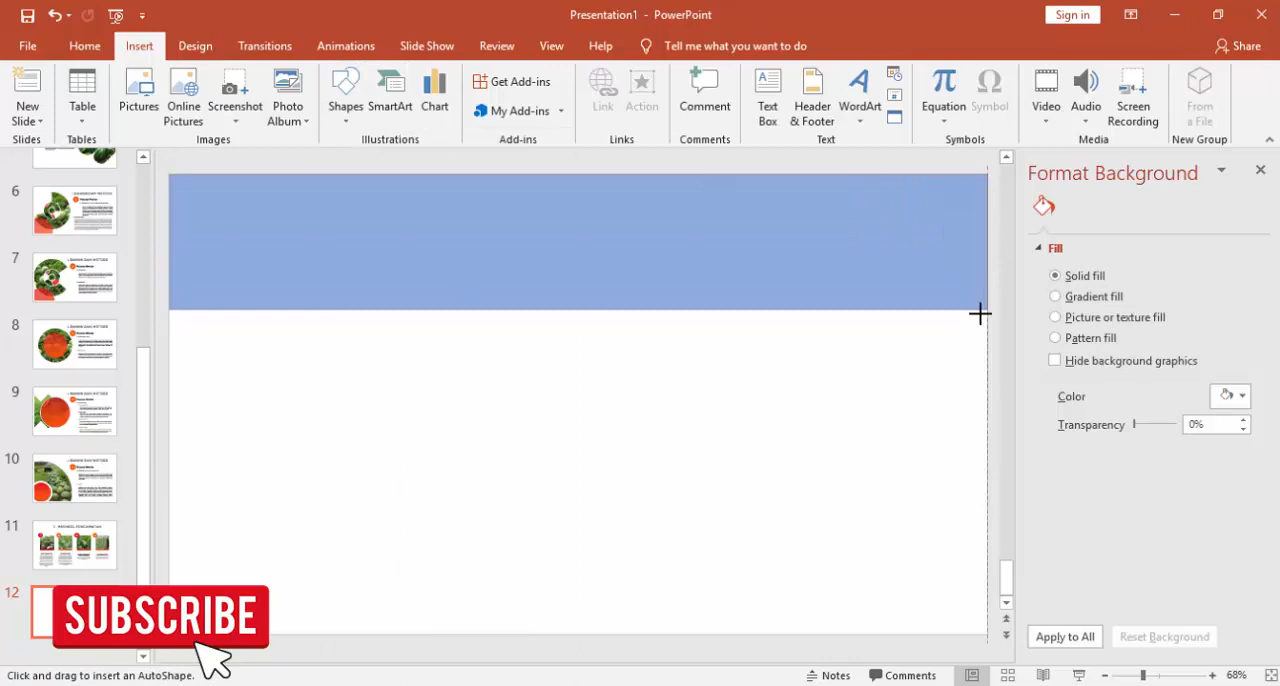 Presentation1 - PowerPoint
Sign in
File Home Insert Design Transitions Animations Slide Show Review View Help Tell me what you want to do
Share
New Slide
Table
Pictures
Online Pictures
Screenshot
Photo Album
Shapes
SmartArt
Chart
Get Add-ins
My Add-ins
Link
Action
Comment
Text Box
Header & Footer
WordArt
Equation
Symbol
Video
Audio
Screen Recording
From a File
Slides Tables Images Illustrations Add-ins Links Comments Text Symbols Media New Group
Format Background
Fill
Solid fill
Gradient fill
Picture or texture fill
Pattern fill
Hide background graphics
Color
Transparency 0%
6
7
8
9
10
11
12
SUBSCRIBE
Apply to All Reset Background
Click and drag to insert an AutoShape.
Notes Comments 68%